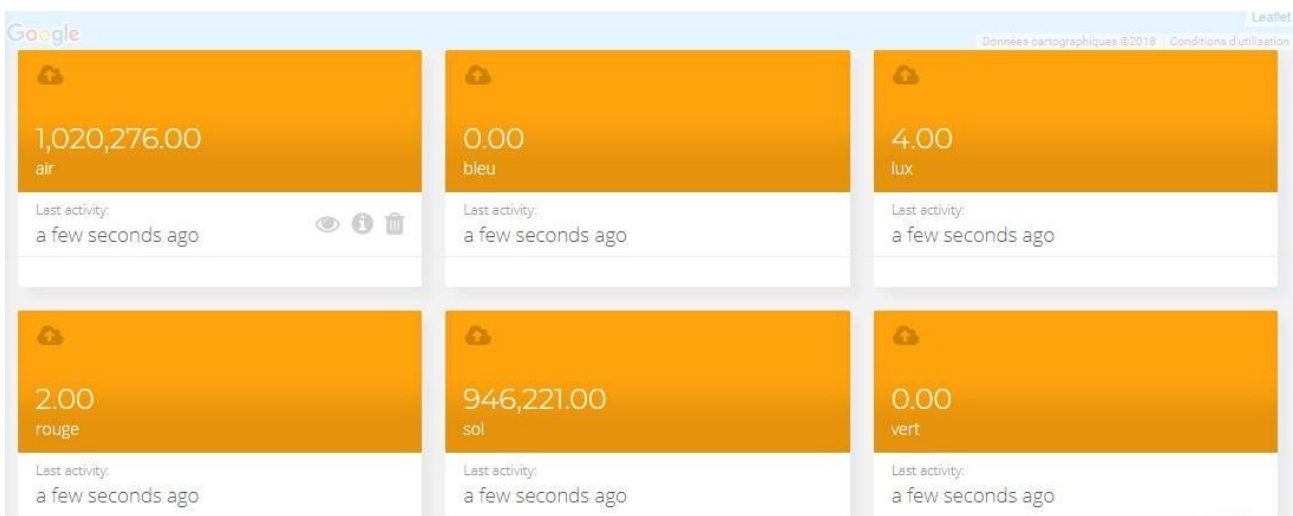 Leaflet
Google
Données cartographiques ©2018 Conditions d'utilisation
1,020,276.00
air
Last activity:
a few seconds ago
0.00
bleu
Last activity:
a few seconds ago
4.00
lux
Last activity:
a few seconds ago
2.00
rouge
Last activity:
a few seconds ago
946,221.00
sol
Last activity:
a few seconds ago
0.00
vert
Last activity:
a few seconds ago